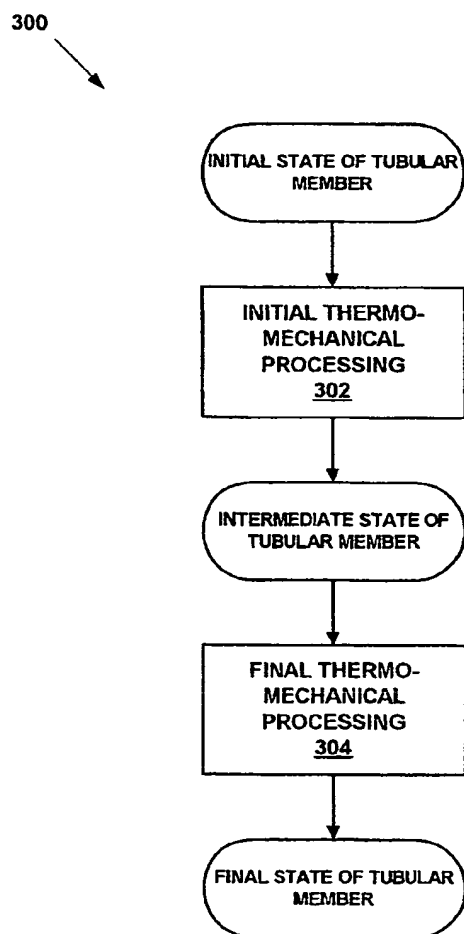 300
INITIAL STATE OF TUBULAR
MEMBER
INITIAL THERMO-
MECHANICAL
PROCESSING
302
INTERMEDIATE STATE OF
TUBULAR MEMBER
FINAL THERMO-
MECHANICAL
PROCESSING
304
FINAL STATE OF TUBULAR
MEMBER